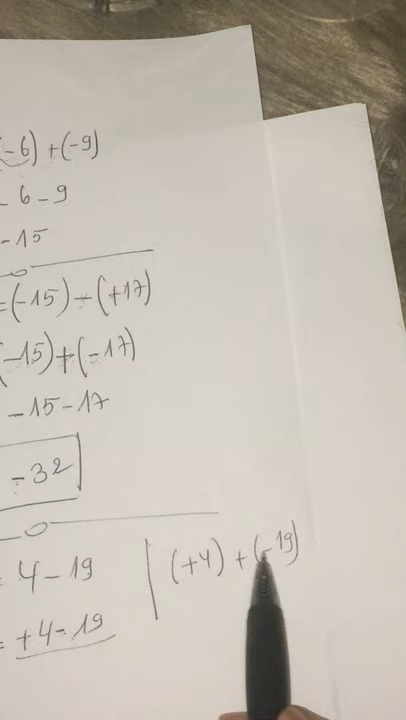 (-6) + (-9)
- 6 - 9
-15
= (-15) - (+17)
(-15) + (-17)
- 15 - 17
- 32
= 4 - 19 | (+4) + (-19)
= +4 - 19